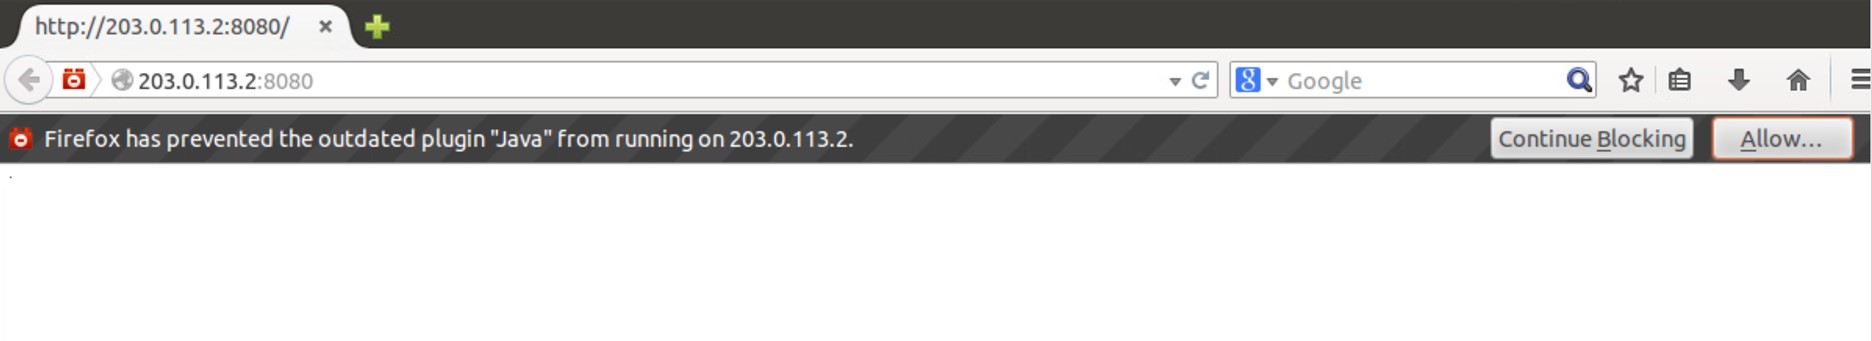 http://203.0.113.2:8080/
203.0.113.2:8080 Google
Firefox has prevented the outdated plugin "Java" from running on 203.0.113.2. Continue Blocking Allow...